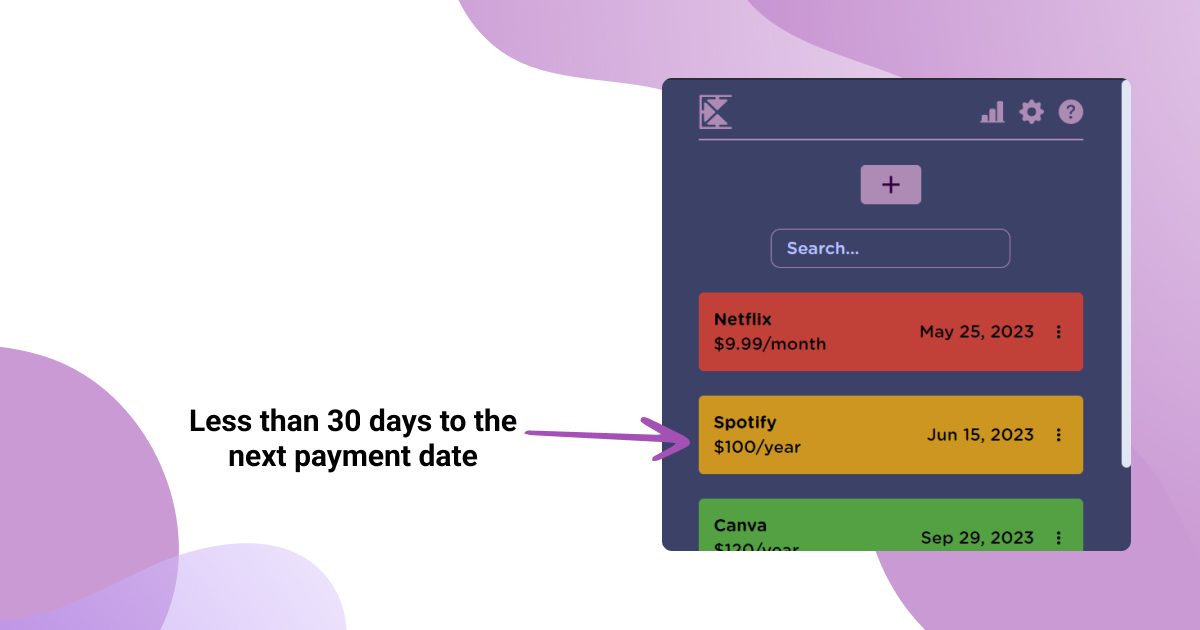 +
Search...
Netflix
$9.99/month
May 25, 2023
Less than 30 days to the
next payment date
Spotify
$100/year
Jun 15, 2023
Canva
$120/year
Sep 29, 2023